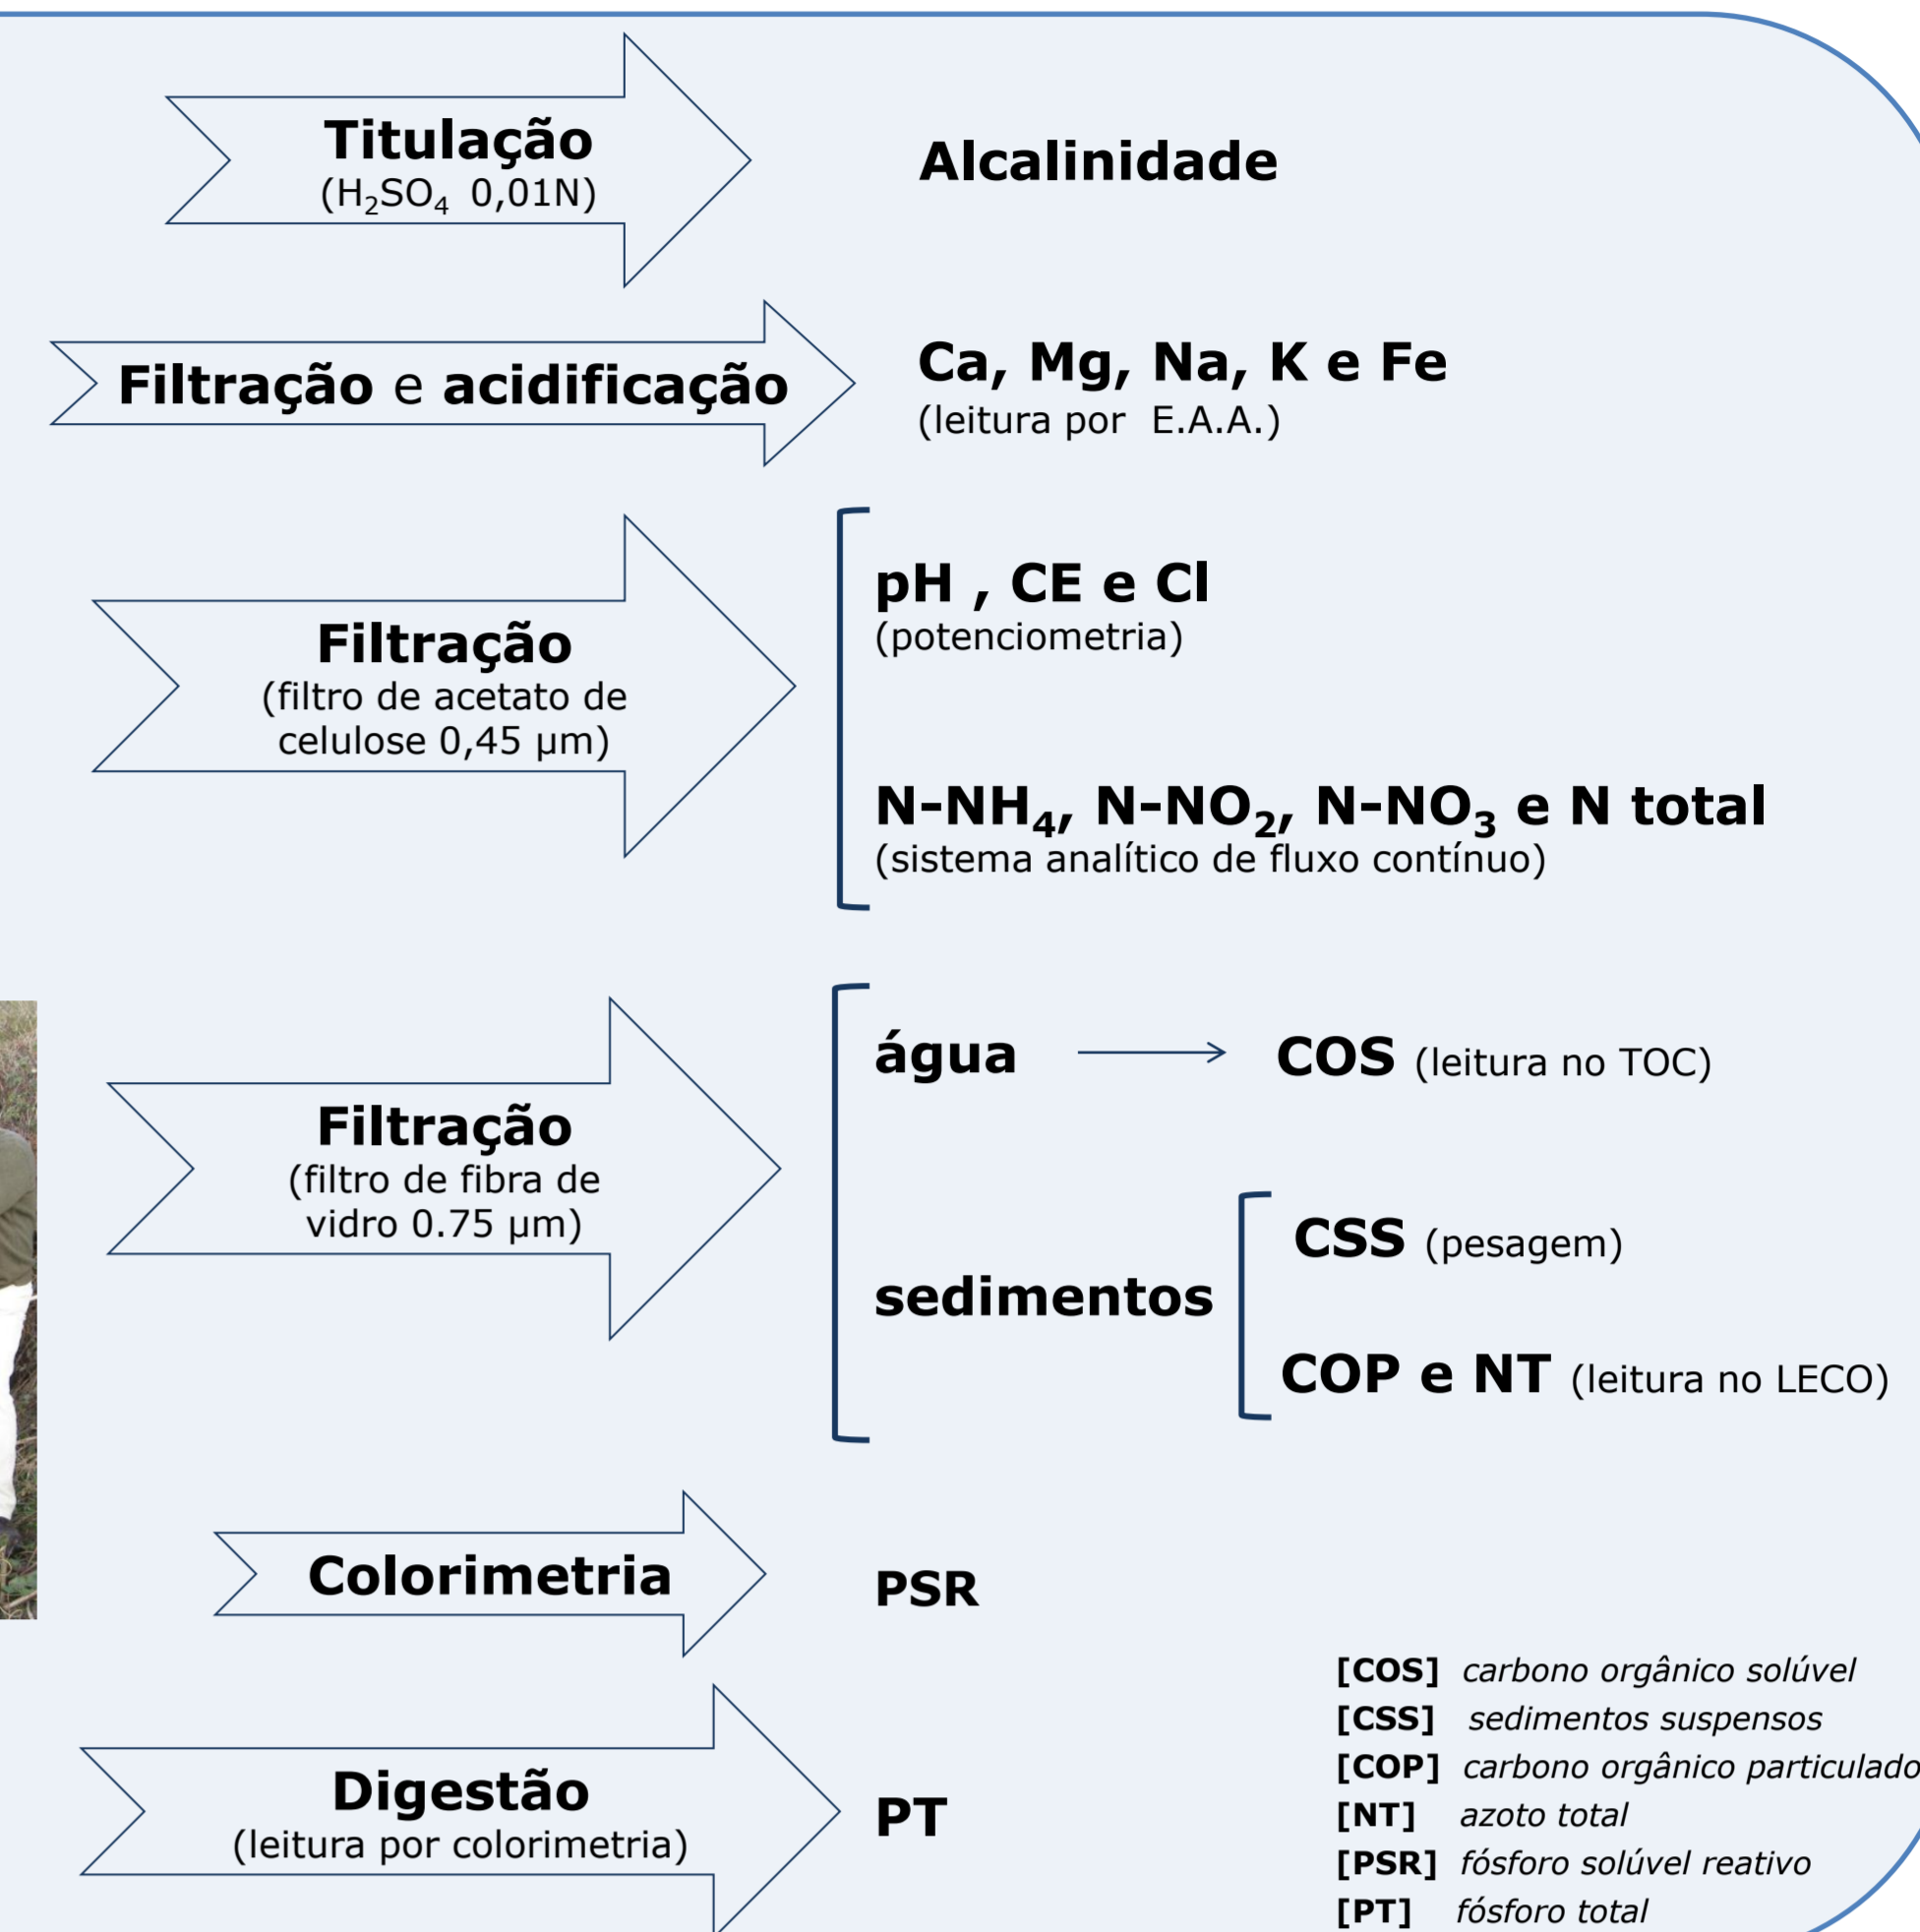 Titulação
(H₂SO₄ 0,01N)
Alcalinidade
Filtração e acidificação
Ca, Mg, Na, K e Fe
(leitura por E.A.A.)
Filtração
(filtro de acetato de
celulose 0,45 µm)
pH , CE e Cl
(potenciometria)
N-NH₄, N-NO₂, N-NO₃ e N total
(sistema analítico de fluxo contínuo)
Filtração
(filtro de fibra de
vidro 0.75 µm)
água
COS (leitura no TOC)
sedimentos
CSS (pesagem)
COP e NT (leitura no LECO)
Colorimetria
PSR
Digestão
(leitura por colorimetria)
PT
[COS] carbono orgânico solúvel
[CSS] sedimentos suspensos
[COP] carbono orgânico particulado
[NT] azoto total
[PSR] fósforo solúvel reativo
[PT] fósforo total